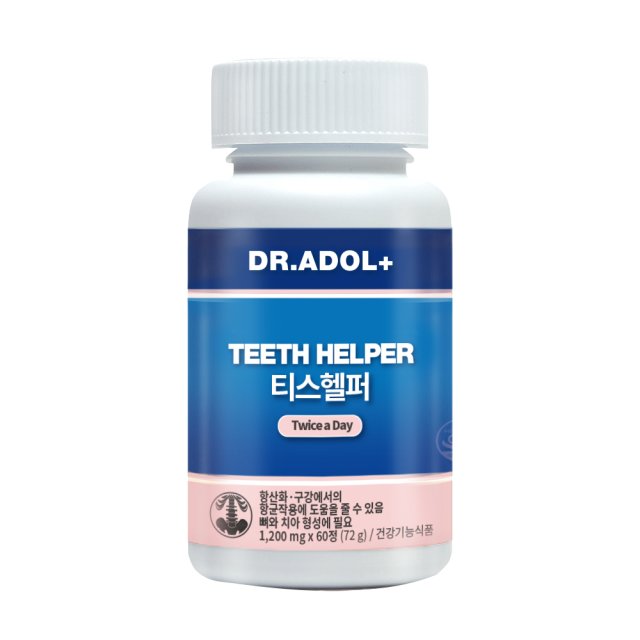 DR.ADOL+
TEETH HELPER
티스헬퍼
Twice a Day
항산화·구강에서의
항균작용에 도움을 줄 수 있음
뼈와 치아 형성에 필요
1,200 mg x 60정 (72 g) / 건강기능식품